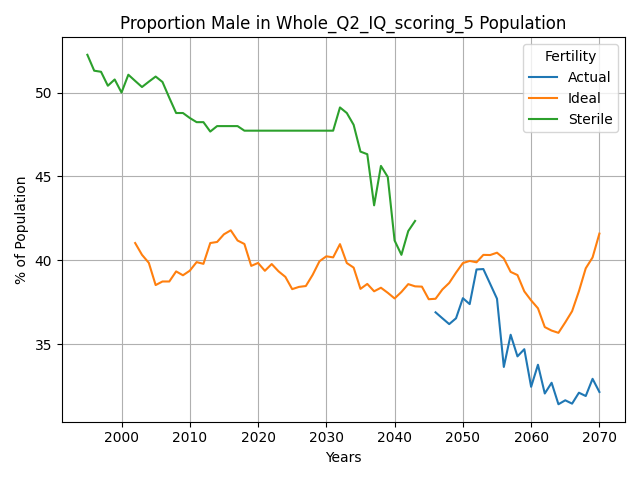 Proportion Male in Whole_Q2_IQ_scoring_5 Population
Fertility
Actual
Ideal
Sterile
% of Population
50
45
40
35
2000 2010 2020 2030 2040 2050 2060 2070
Years